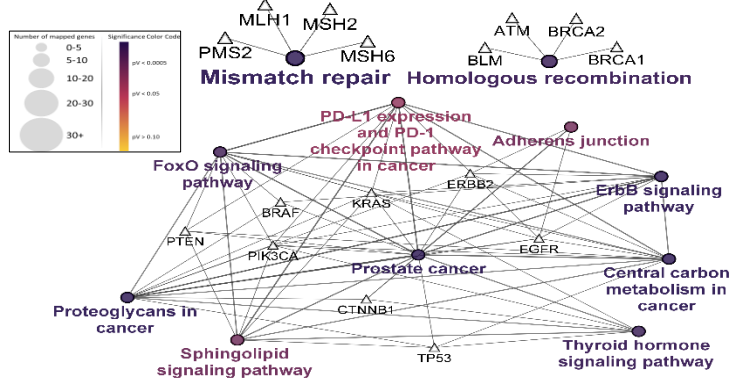 Number of mapped genes
Significance Color Code
0-5
5-10
10-20
20-30
30+
pV < 0.0005
pV < 0.05
pV > 0.10
MLH1
MSH2
PMS2
MSH6
Mismatch repair
ATM
BRCA2
BLM
BRCA1
Homologous recombination
PD-L1 expression
and PD-1
checkpoint pathway
in cancer
Adherens junction
FoxO signaling
pathway
ErbB signaling
pathway
ERBB2
KRAS
BRAF
PTEN
PIK3CA
EGFR
Prostate cancer
Central carbon
metabolism in
cancer
Proteoglycans in
cancer
CTNNB1
Sphingolipid
signaling pathway
TP53
Thyroid hormone
signaling pathway